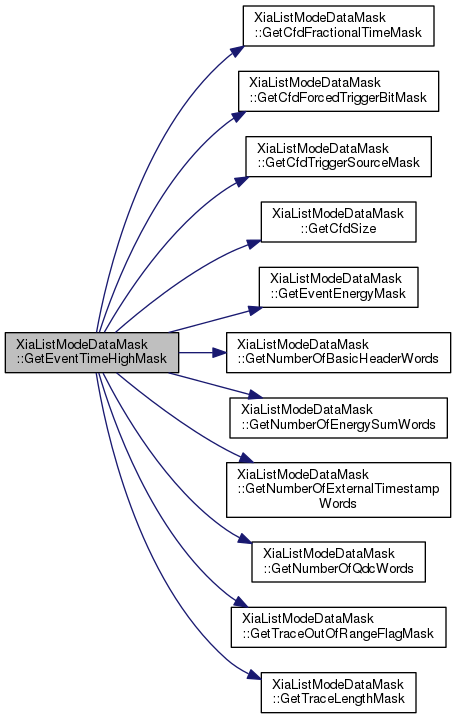 XiaListModeDataMask
::GetCfdFractionalTimeMask
XiaListModeDataMask
::GetCfdForcedTriggerBitMask
XiaListModeDataMask
::GetCfdTriggerSourceMask
XiaListModeDataMask
::GetCfdSize
XiaListModeDataMask
::GetEventEnergyMask
XiaListModeDataMask
::GetEventTimeHighMask
XiaListModeDataMask
::GetNumberOfBasicHeaderWords
XiaListModeDataMask
::GetNumberOfEnergySumWords
XiaListModeDataMask
::GetNumberOfExternalTimestamp
Words
XiaListModeDataMask
::GetNumberOfQdcWords
XiaListModeDataMask
::GetTraceOutOfRangeFlagMask
XiaListModeDataMask
::GetTraceLengthMask